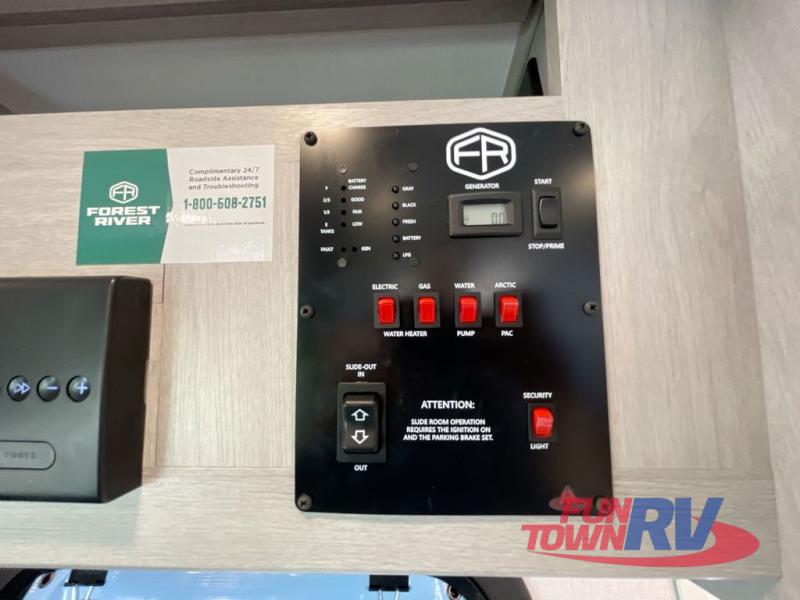 Complimentary 24/7
Roadside Assistance
and Troubleshooting
FOREST
RIVER
1-800-608-2751
FR
GENERATOR
START
STOP/PRIME
0.0
BATTERY
F CHARGE GRAY
2/3 GOOD BLACK
1/3 FAIR FRESH
E LOW BATTERY
TANKS
FAULT GEN LPG
ELECTRIC GAS WATER ARCTIC
WATER HEATER PUMP PAC
SLIDE-OUT
IN
OUT
ATTENTION:
SLIDE ROOM OPERATION
REQUIRES THE IGNITION ON
AND THE PARKING BRAKE SET.
SECURITY
LIGHT
FUN
TOWN RV